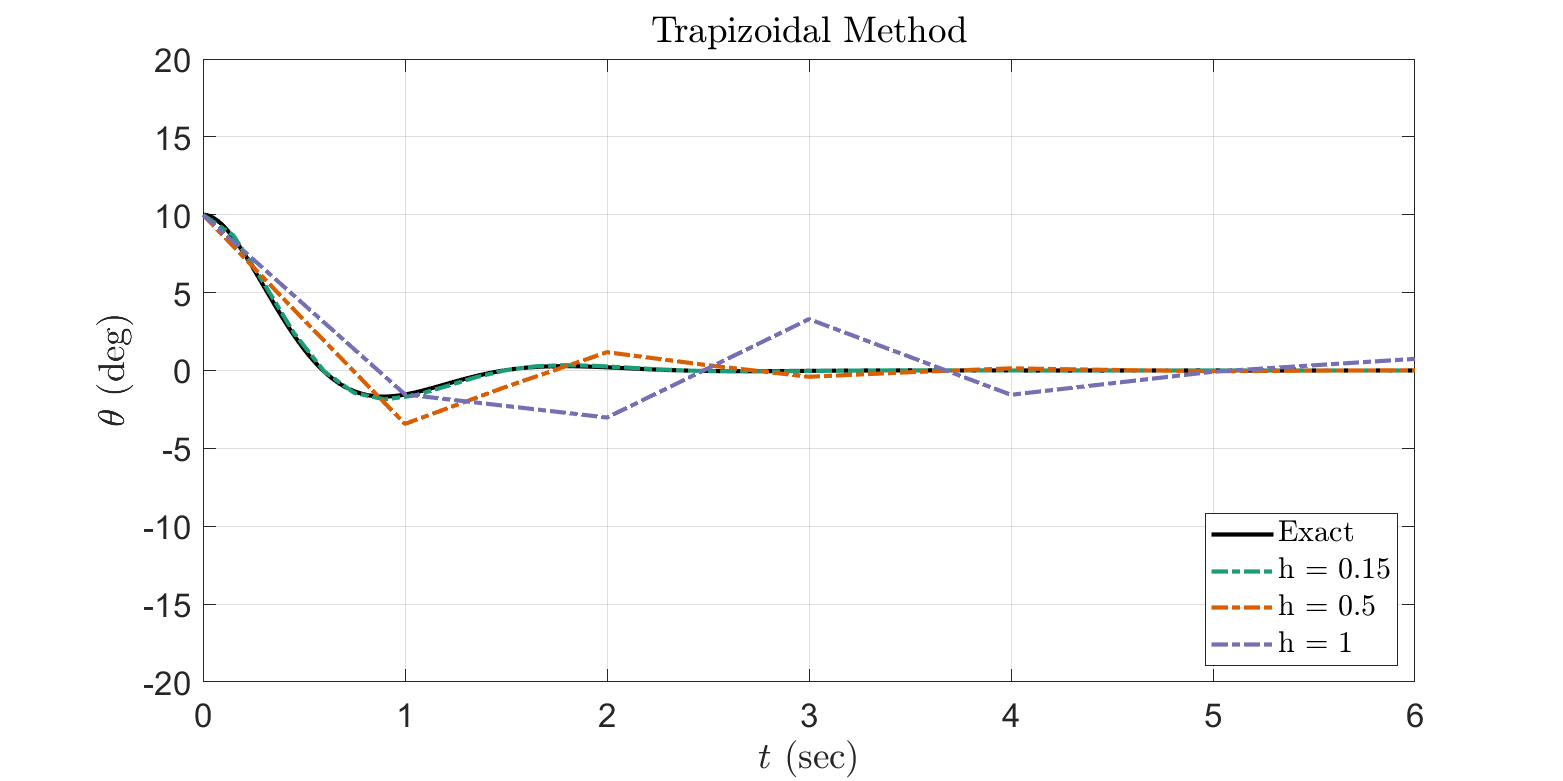 Trapizoidal Method
20
15
10
5
0
-5
-10
-15
-20
θ (deg)
0 1 2 3 4 5 6
t (sec)
Exact
h = 0.15
h = 0.5
h = 1